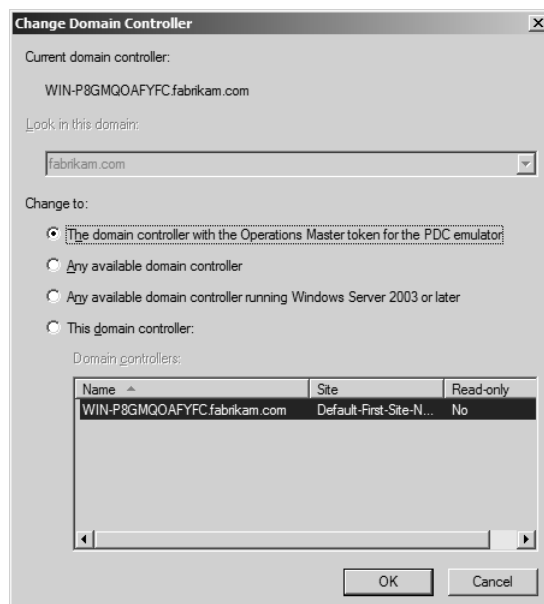 Change Domain Controller
Current domain controller:
WIN-P8GMQOAFYFC.fabrikam.com
Look in this domain:
fabrikam.com
Change to:
The domain controller with the Operations Master token for the PDC emulator
Any available domain controller
Any available domain controller running Windows Server 2003 or later
This domain controller:
Domain controllers:
Name Site Read-only
WIN-P8GMQOAFYFC.fabrikam.com Default-First-Site-N... No
OK Cancel